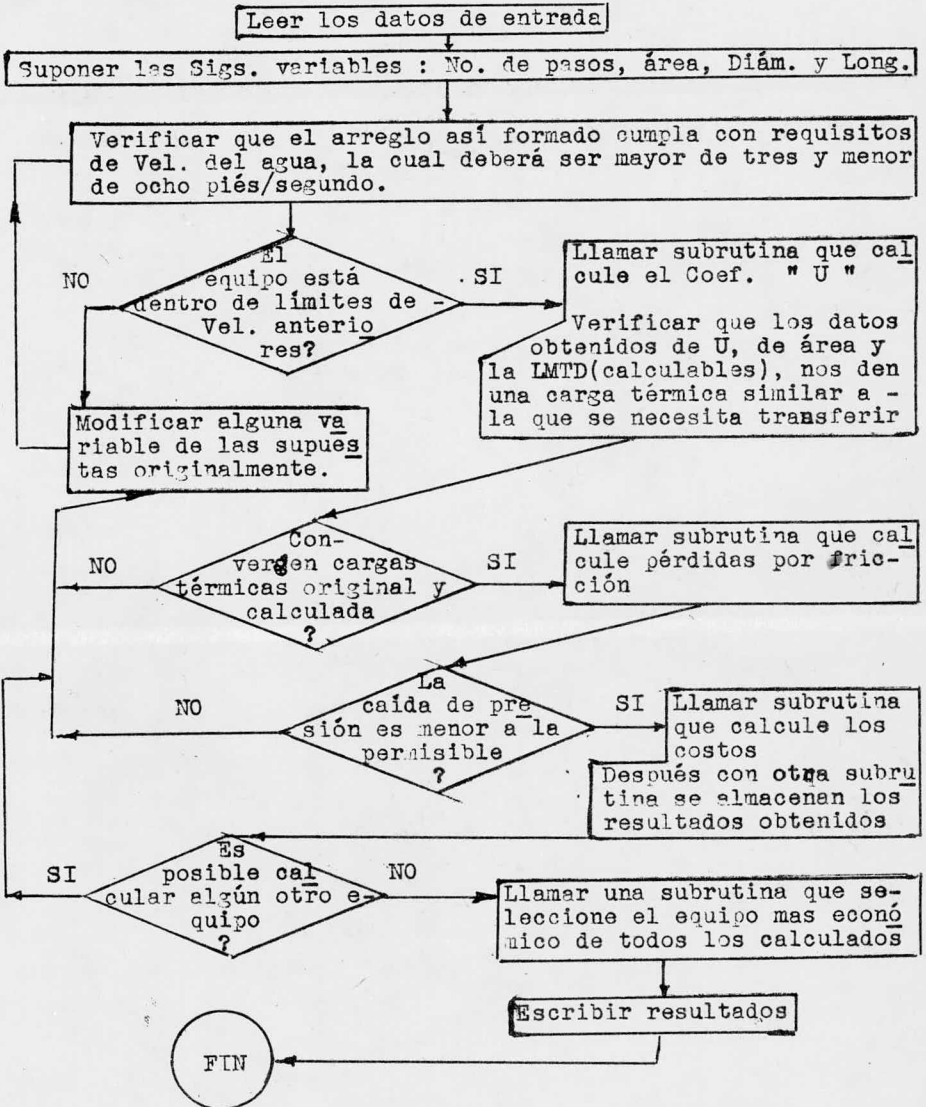 Leer los datos de entrada
Suponer las Sigs. variables : No. de pasos, área, Diám. y Long.
Verificar que el arreglo así formado cumpla con requisitos
de Vel. del agua, la cual deberá ser mayor de tres y menor
de ocho piés/segundo.
El
equipo está
dentro de límites de -
Vel. anterio
res?
NO
SI
Llamar subrutina que cal
cule el Coef. " U "
Verificar que los datos
obtenidos de U, de área y
la LMTD(calculables), nos den
una carga térmica similar a -
la que se necesita transferir
Modificar alguna va
riable de las supues
tas originalmente.
Con-
vergen cargas
térmicas original y
calculada
?
NO
SI
Llamar subrutina que cal
cule pérdidas por fric-
ción
La
caída de pre
sión es menor a la
permisible
?
NO
SI
Llamar subrutina
que calcule los
costos
Después con otra subru
tina se almacenan los
resultados obtenidos
Es
posible cal
cular algún otro e-
quipo
?
SI
NO
Llamar una subrutina que se-
leccione el equipo mas econó
mico de todos los calculados
Escribir resultados
FIN